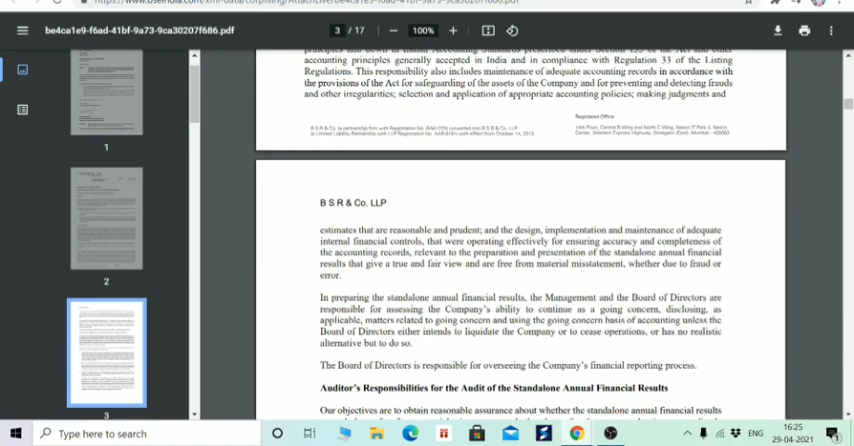 be4ca1e9-f6ad-41bf-9a73-9ca30207f686.pdf
3 / 17
100%
accounting principles generally accepted in India and in compliance with Regulation 33 of the Listing
Regulations. This responsibility also includes maintenance of adequate accounting records in accordance with
the provisions of the Act for safeguarding of the assets of the Company and for preventing and detecting frauds
and other irregularities; selection and application of appropriate accounting policies; making judgments and
Registered Office
1
B S R & Co. LLP
estimates that are reasonable and prudent; and the design, implementation and maintenance of adequate
internal financial controls, that were operating effectively for ensuring accuracy and completeness of
the accounting records, relevant to the preparation and presentation of the standalone annual financial
results that give a true and fair view and are free from material misstatement, whether due to fraud or
error.
2
In preparing the standalone annual financial results, the Management and the Board of Directors are
responsible for assessing the Company's ability to continue as a going concern, disclosing, as
applicable, matters related to going concern and using the going concern basis of accounting unless the
Board of Directors either intends to liquidate the Company or to cease operations, or has no realistic
alternative but to do so.
The Board of Directors is responsible for overseeing the Company's financial reporting process.
Auditor's Responsibilities for the Audit of the Standalone Annual Financial Results
Our objectives are to obtain reasonable assurance about whether the standalone annual financial results
3
Type here to search
ENG
16:25
29-04-2021